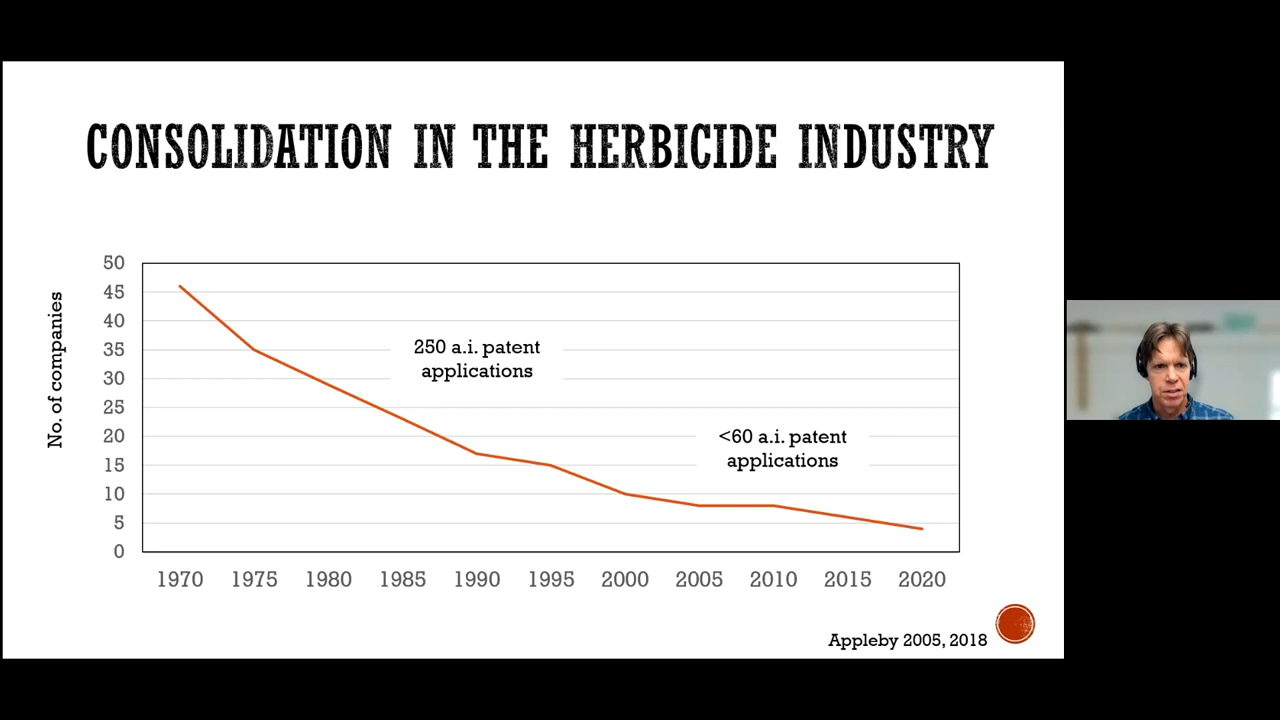 CONSOLIDATION IN THE HERBICIDE INDUSTRY
No. of companies
50
45
40
35
30
25
20
15
10
5
0
250 a.i. patent
applications
<60 a.i. patent
applications
1970 1975 1980 1985 1990 1995 2000 2005 2010 2015 2020
Appleby 2005, 2018